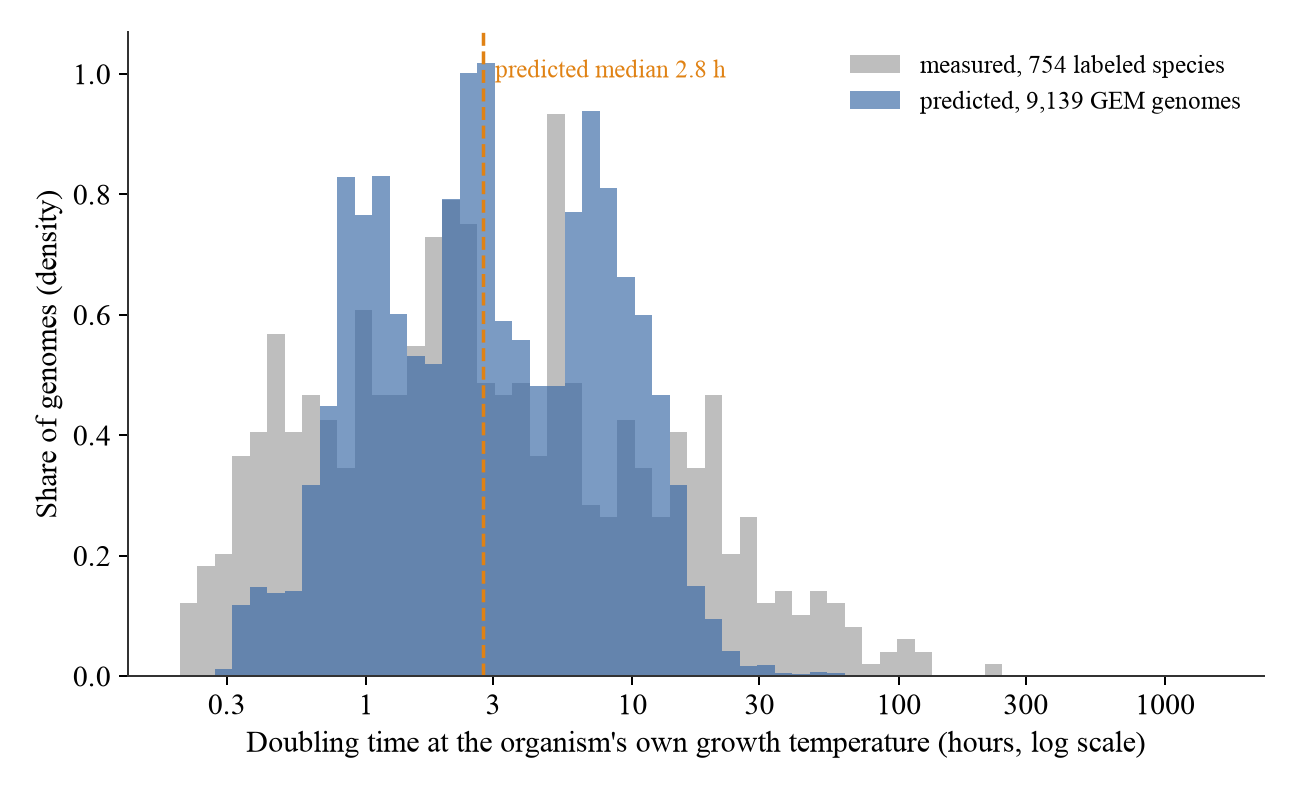 predicted median 2.8 h
measured, 754 labeled species
predicted, 9,139 GEM genomes
Share of genomes (density)
1.0
0.8
0.6
0.4
0.2
0.0
0.3 1 3 10 30 100 300 1000
Doubling time at the organism's own growth temperature (hours, log scale)